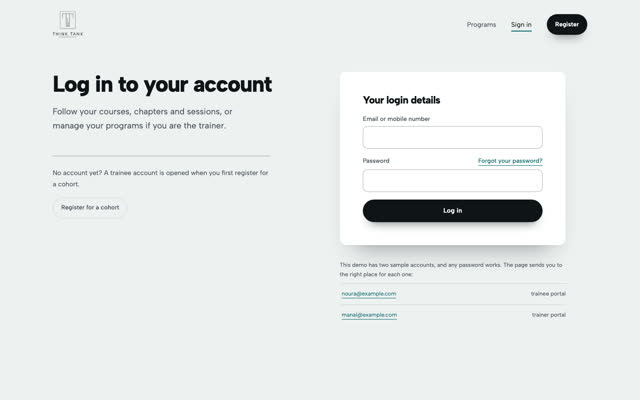 THINK TANK
Programs
Sign in
Register
Log in to your account
Follow your courses, chapters and sessions, or
manage your programs if you are the trainer.
No account yet? A trainee account is opened when you first register for
a cohort.
Register for a cohort
Your login details
Email or mobile number
Password
Forgot your password?
Log in
This demo has two sample accounts, and any password works. The page sends you to
the right place for each one:
noura@example.com
trainee portal
manal@example.com
trainer portal